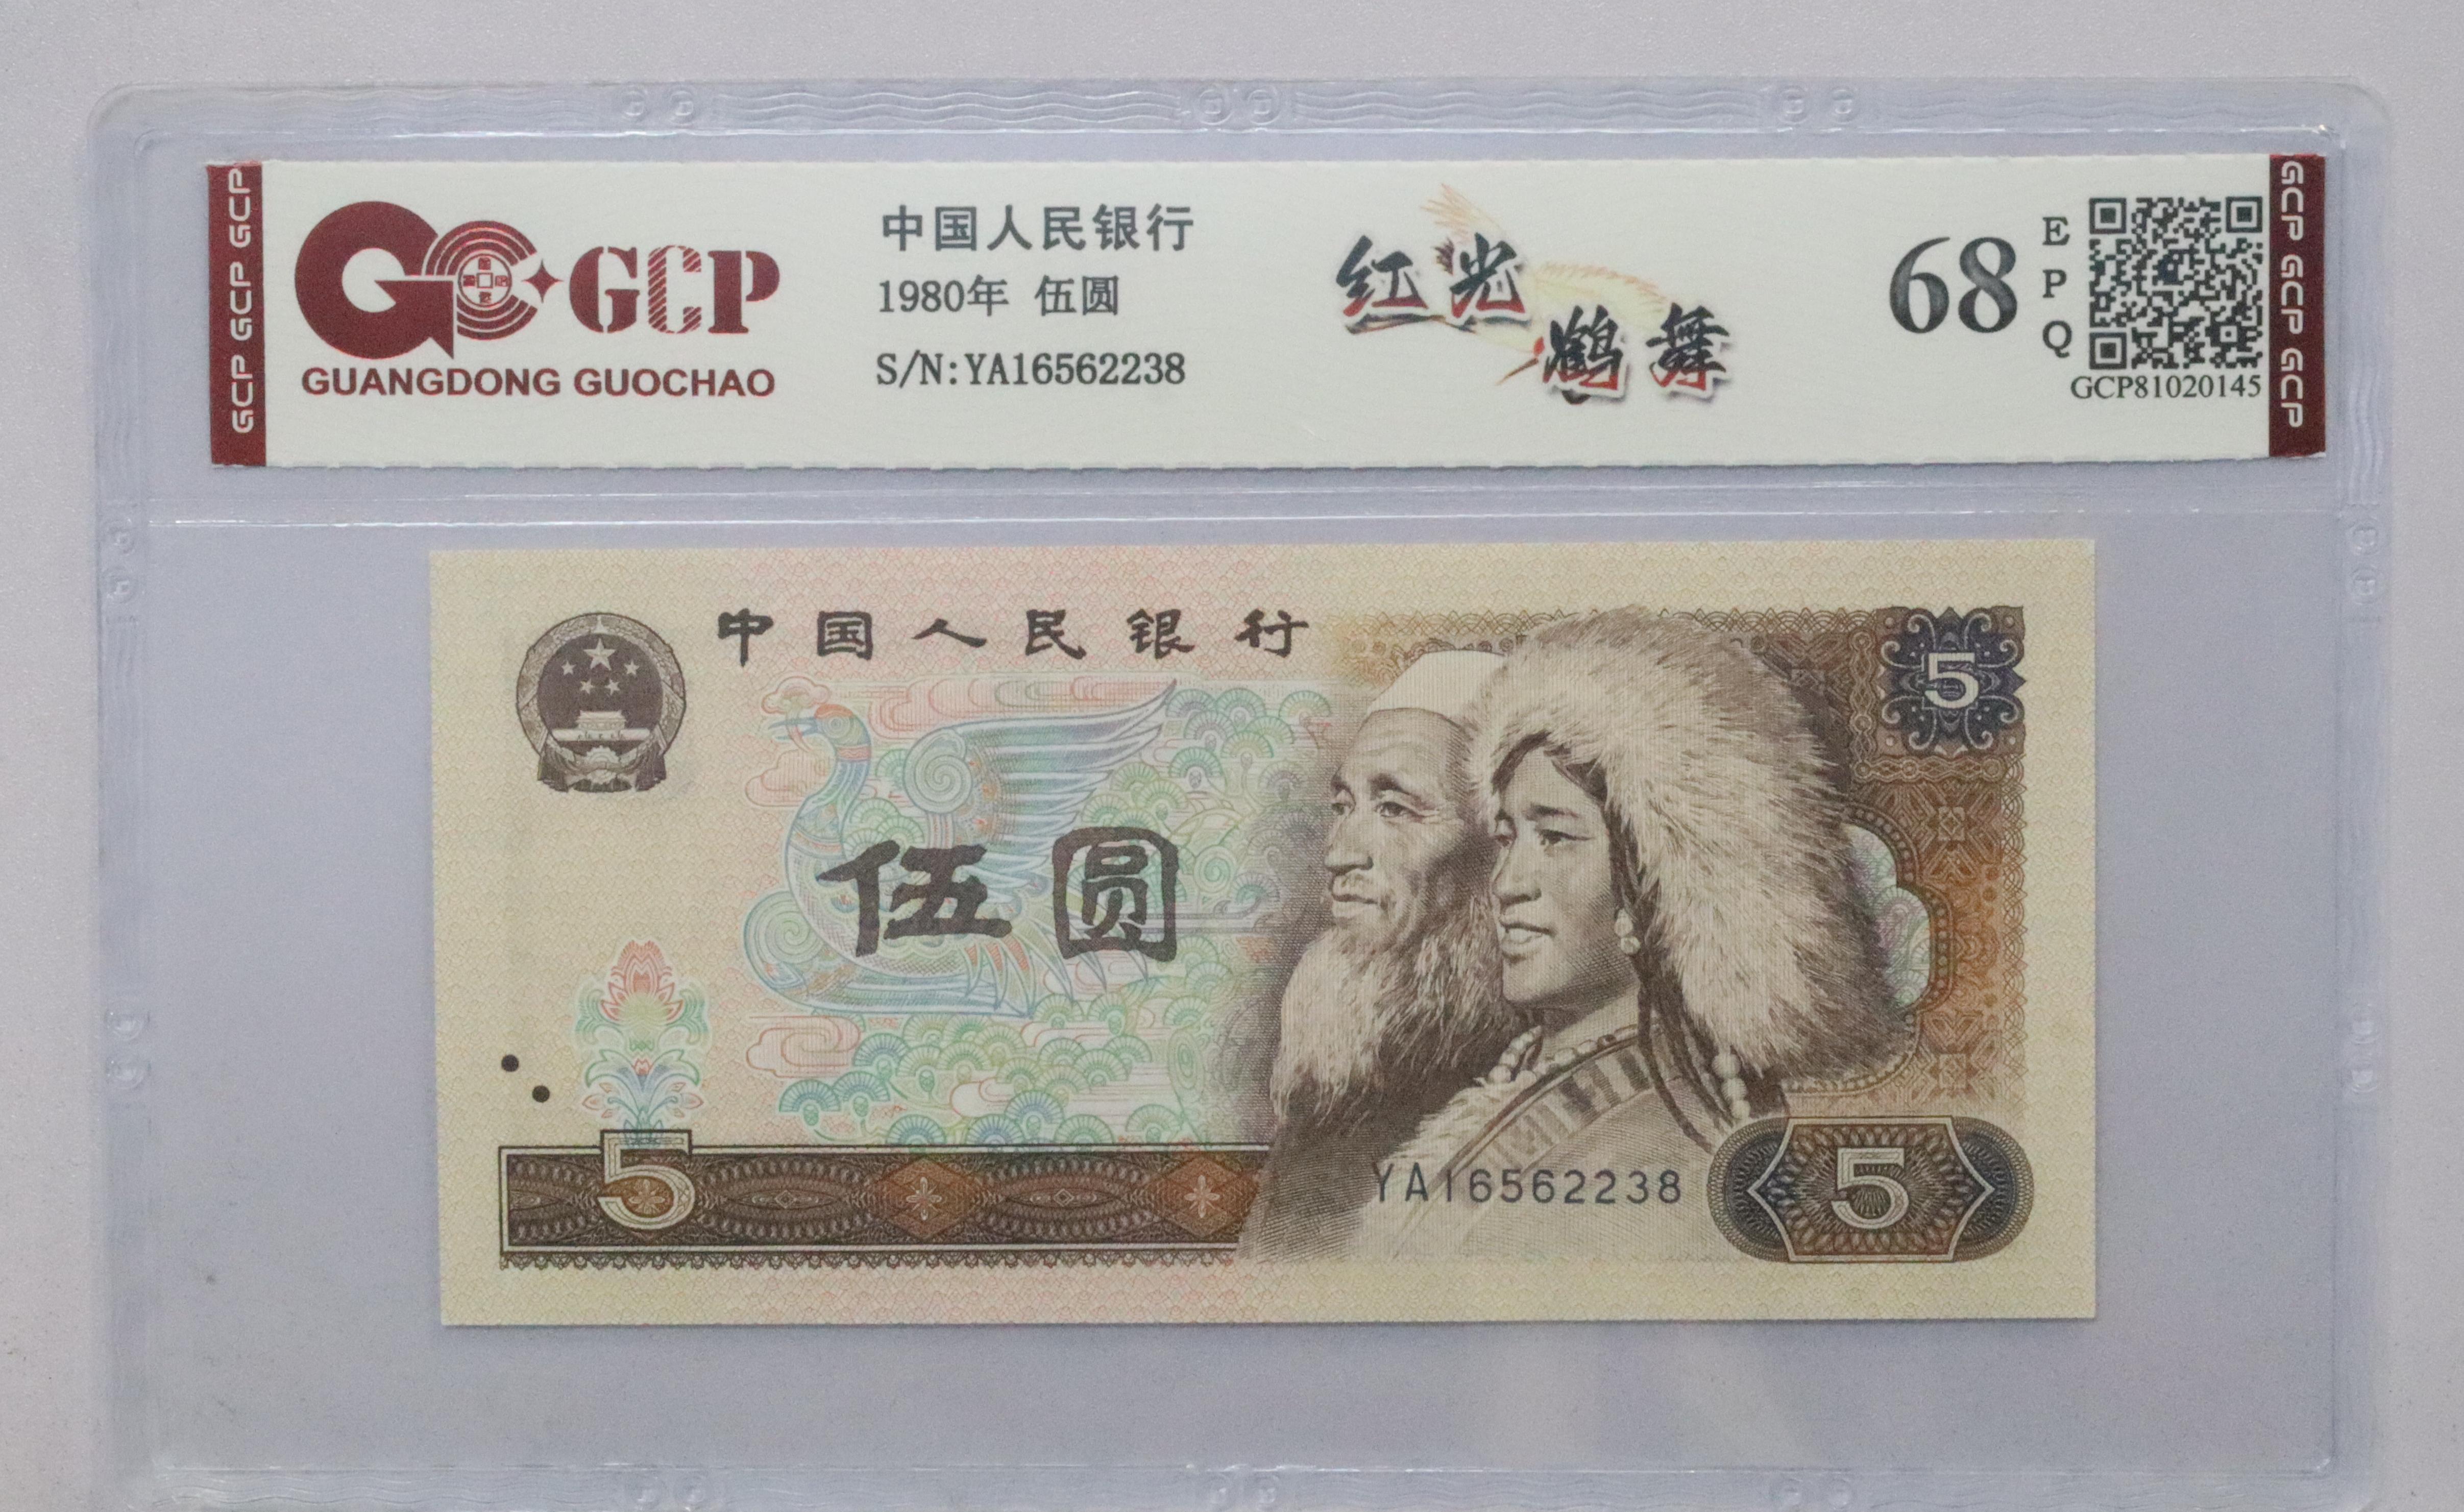 GCP GCP GCP
GCP
GUANGDONG GUOCHAO
中国人民银行
1980年 伍圆
S/N:YA16562238
红光
鹤舞
68
EPQ
GCP81020145
GCP GCP GCP
中国人民银行
5
伍圆
5
YA16562238
5